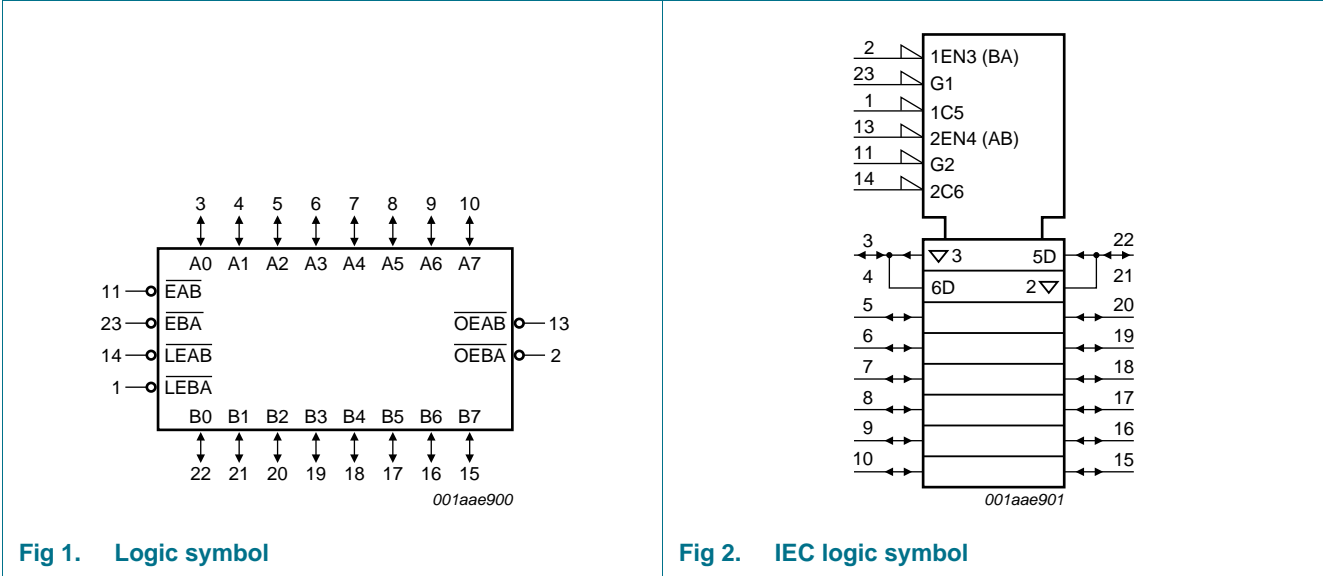 3 4 5 6 7 8 9 10
A0 A1 A2 A3 A4 A5 A6 A7
11 EAB
23 EBA OEAB 13
14 LEAB OEBA 2
1 LEBA
B0 B1 B2 B3 B4 B5 B6 B7
22 21 20 19 18 17 16 15
001aae900
Fig 1. Logic symbol
2 1EN3 (BA)
23 G1
1 1C5
13 2EN4 (AB)
11 G2
14 2C6
3 ▽ 3 5D 22
4 6D 2 ▽ 21
5 20
6 19
7 18
8 17
9 16
10 15
001aae901
Fig 2. IEC logic symbol